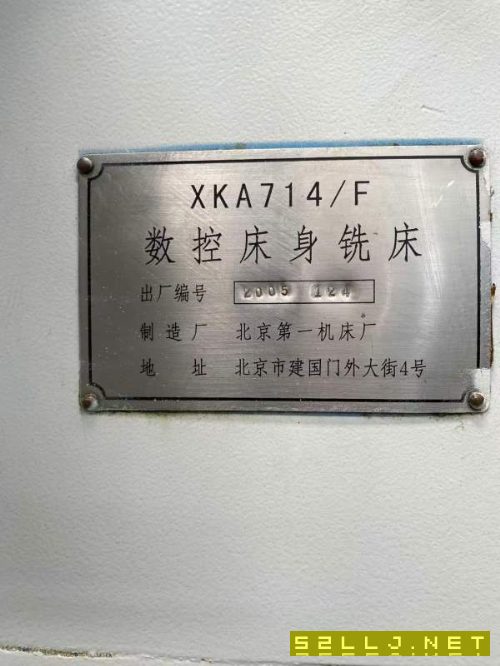 XKA714/F
数控床身铣床
出厂编号 2005 124
制造厂 北京第一机床厂
地址 北京市建国门外大街4号
52LLJ.NET